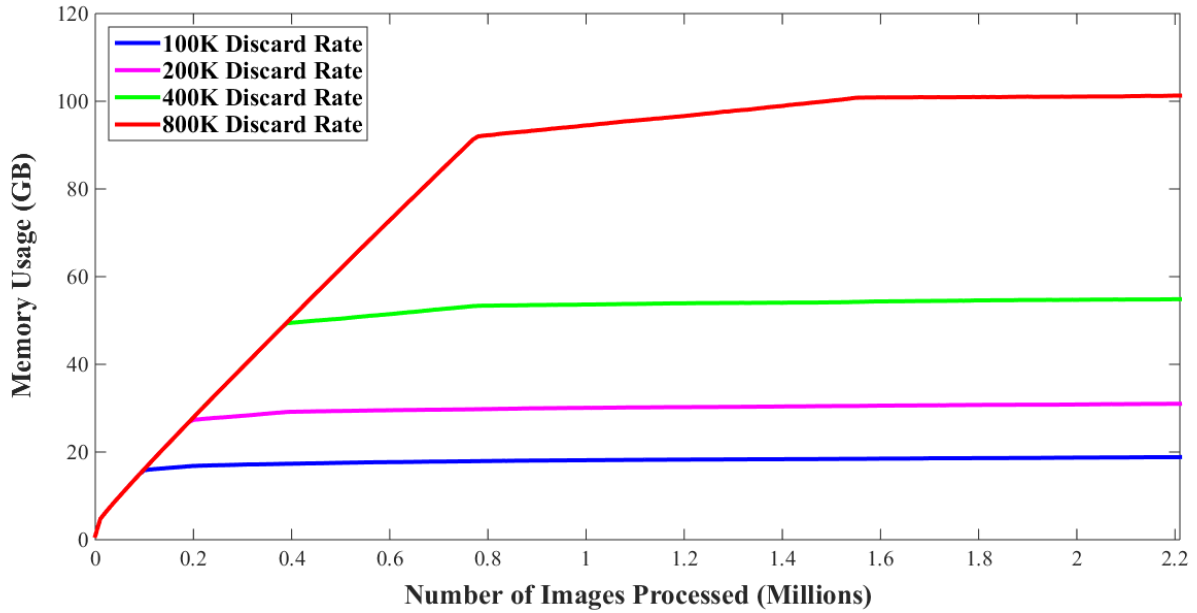 120
100
80
60
40
20
0
Memory Usage (GB)
100K Discard Rate
200K Discard Rate
400K Discard Rate
800K Discard Rate
0 0.2 0.4 0.6 0.8 1 1.2 1.4 1.6 1.8 2 2.2
Number of Images Processed (Millions)